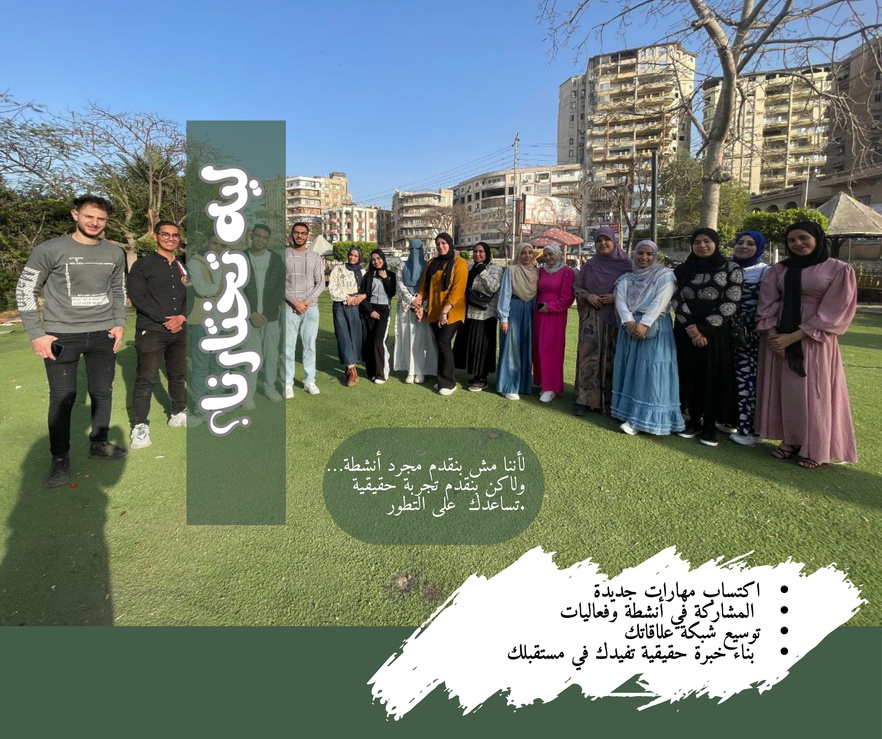 ليه تختارنا؟
لأننا مش بنقدم مجرد أنشطة...
ولاكن بنقدم تجربة حقيقية
تساعدك على التطور.
• اكتساب مهارات جديدة
• المشاركة في أنشطة وفعاليات
• توسيع شبكة علاقاتك
• بناء خبرة حقيقية تفيدك في مستقبلك